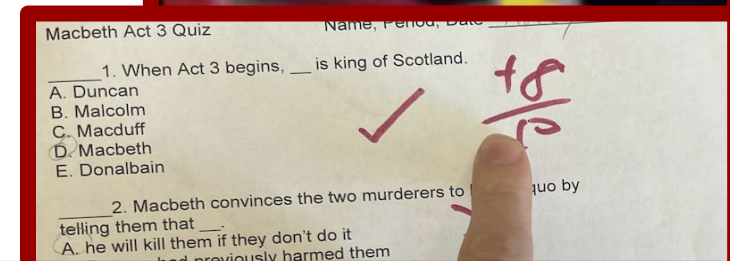 Macbeth Act 3 Quiz
Name, Period, Date
+8
1. When Act 3 begins, __ is king of Scotland.
A. Duncan
B. Malcolm
C. Macduff
D. Macbeth
E. Donalbain
2. Macbeth convinces the two murderers to quo by
telling them that __.
A. he will kill them if they don't do it
had previously harmed them